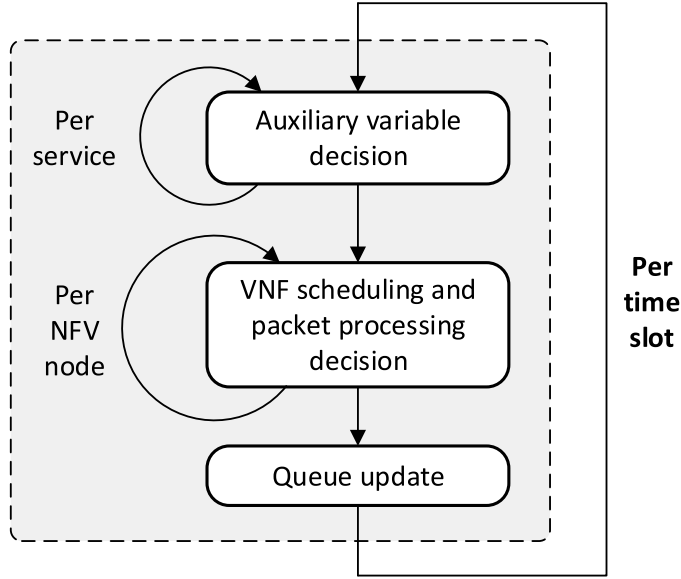 Per
service
Auxiliary variable
decision
Per
NFV
node
VNF scheduling and
packet processing
decision
Per
time
slot
Queue update